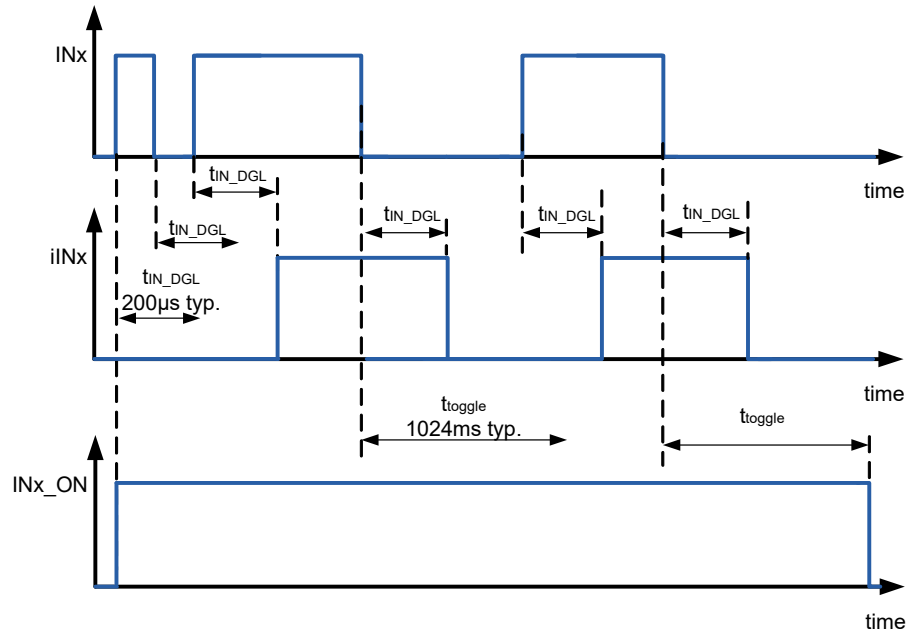 INx
time
tIN_DGL
tIN_DGL
tIN_DGL
tIN_DGL
tIN_DGL
iINx
tIN_DGL
200µs typ.
time
ttoggle
1024ms typ.
ttoggle
INx_ON
time